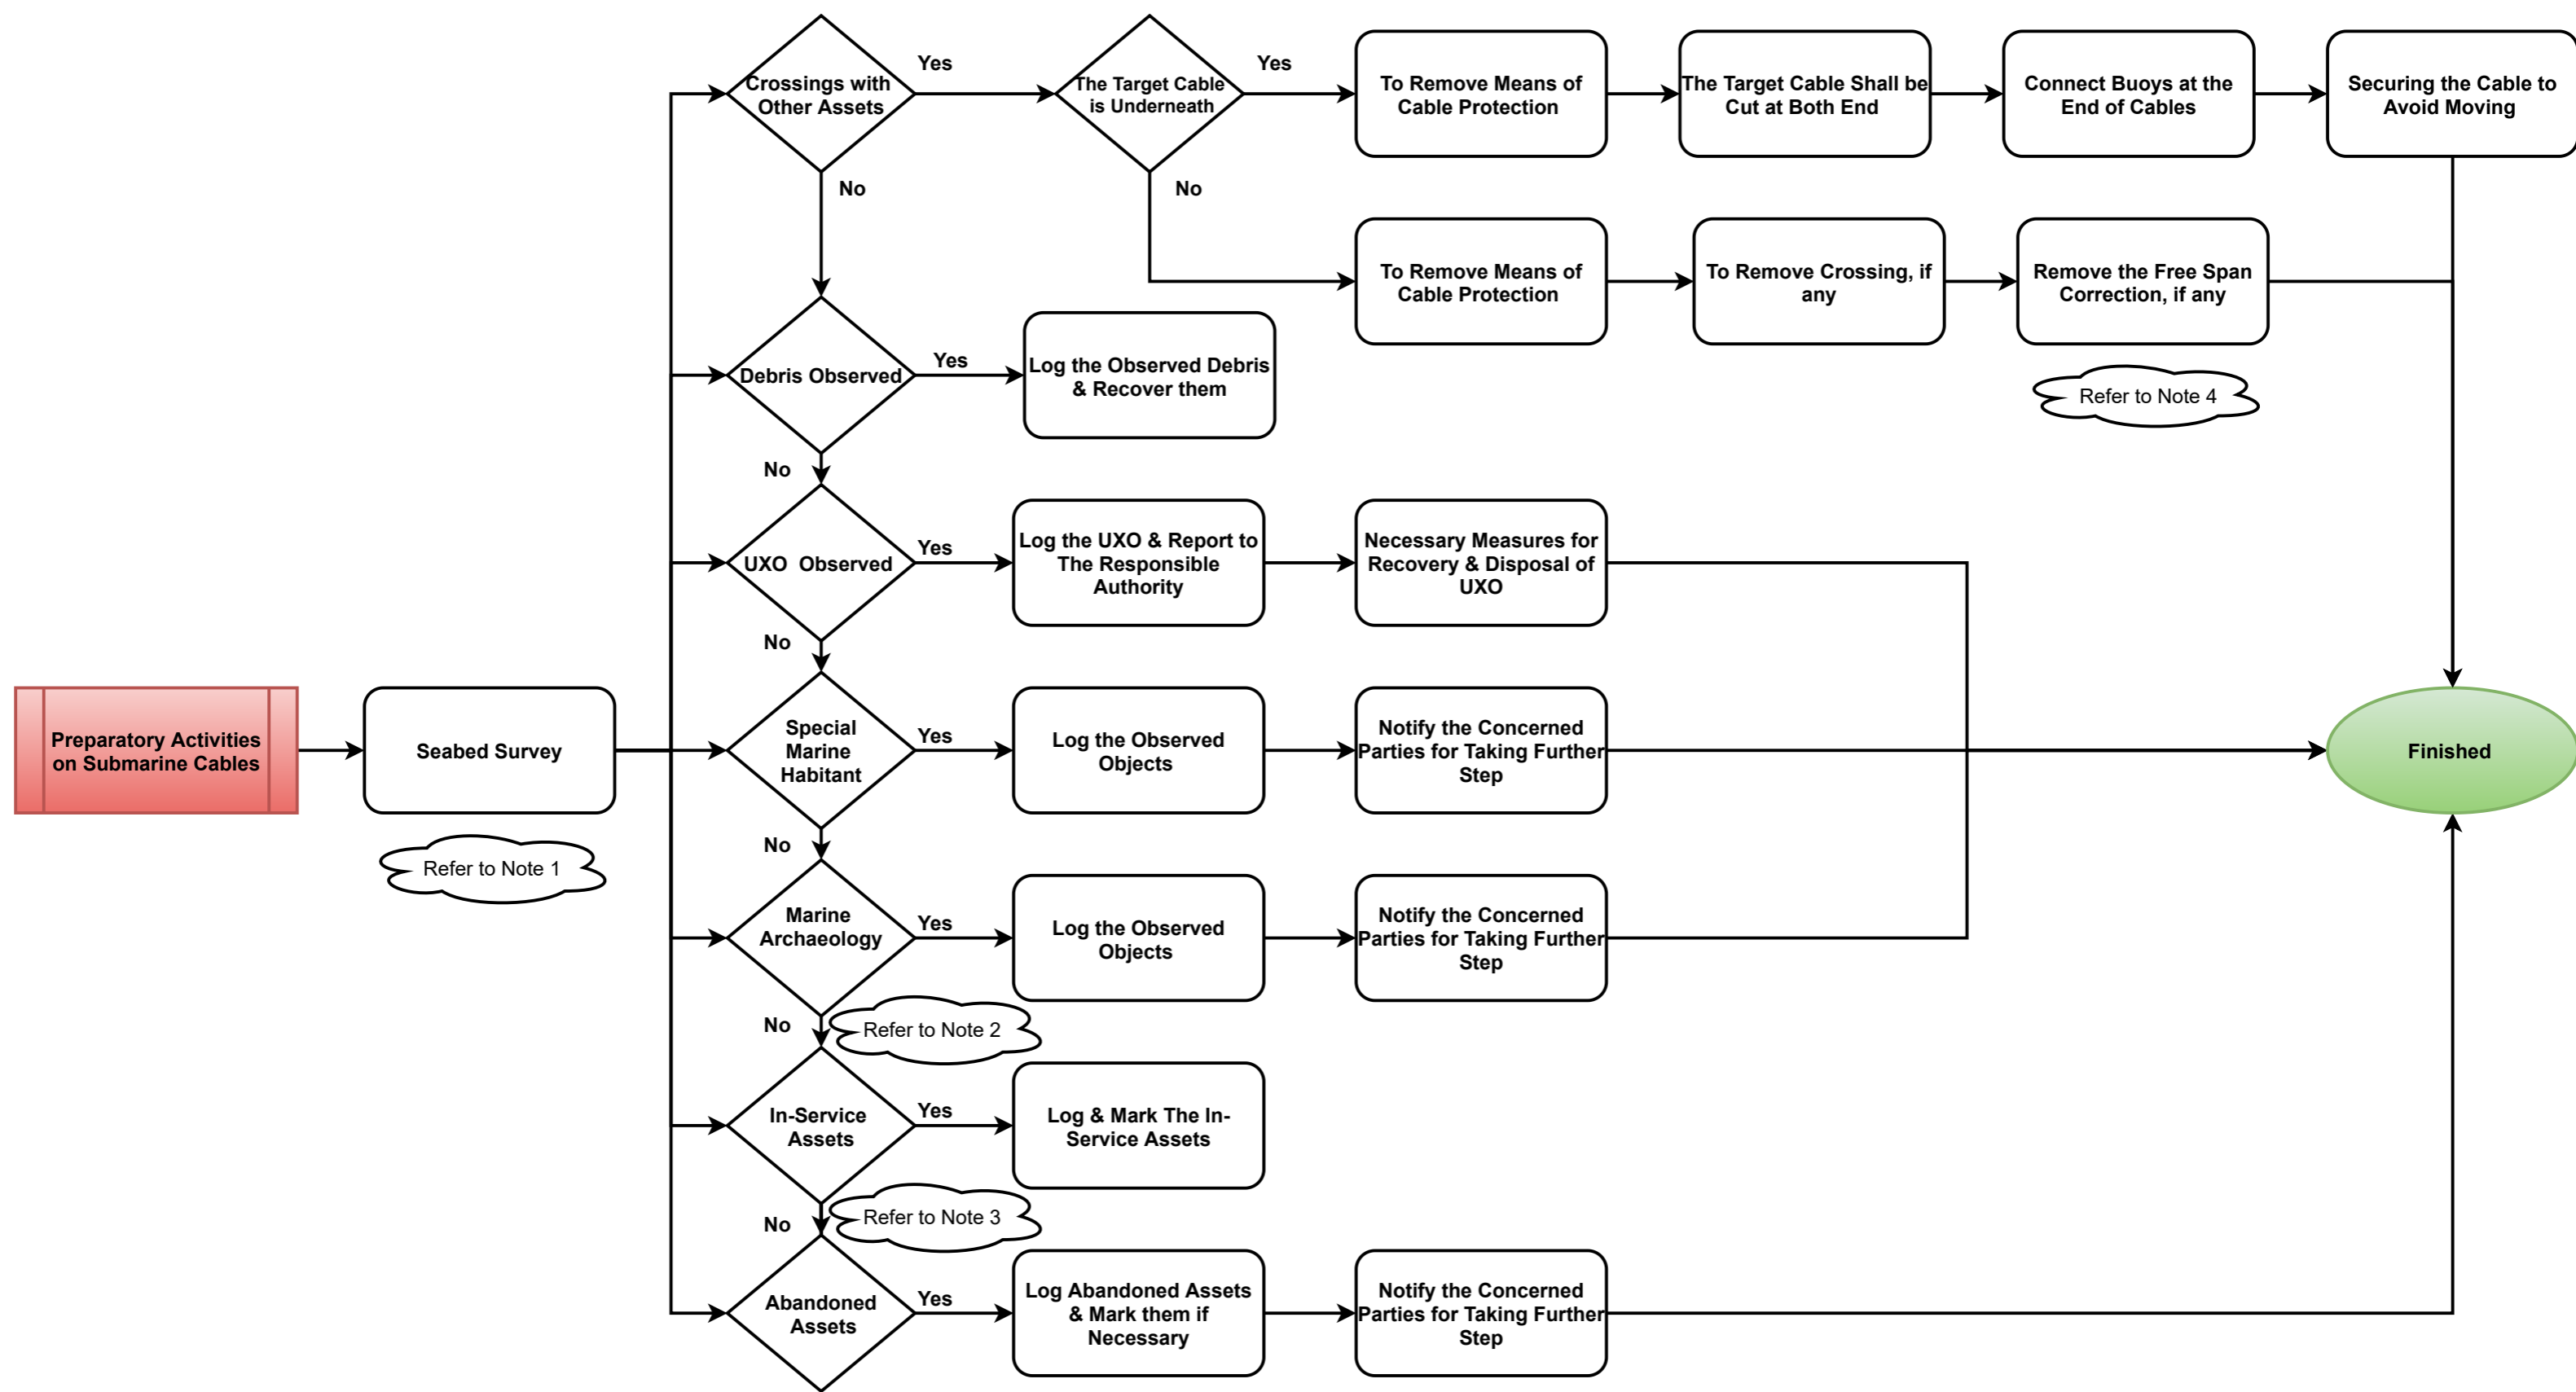 Crossings with
Other Assets
Yes
The Target Cable
is Underneath
Yes
To Remove Means of
Cable Protection
The Target Cable Shall be
Cut at Both End
Connect Buoys at the
End of Cables
Securing the Cable to
Avoid Moving
No
No
To Remove Means of
Cable Protection
To Remove Crossing, if
any
Remove the Free Span
Correction, if any
Refer to Note 4
Debris Observed
Yes
Log the Observed Debris
& Recover them
No
UXO Observed
Yes
Log the UXO & Report to
The Responsible
Authority
Necessary Measures for
Recovery & Disposal of
UXO
No
Preparatory Activities
on Submarine Cables
Seabed Survey
Refer to Note 1
Special
Marine
Habitant
Yes
Log the Observed
Objects
Notify the Concerned
Parties for Taking Further
Step
Finished
No
Marine
Archaeology
Yes
Log the Observed
Objects
Notify the Concerned
Parties for Taking Further
Step
No
Refer to Note 2
In-Service
Assets
Yes
Log & Mark The In-
Service Assets
No
Refer to Note 3
Abandoned
Assets
Yes
Log Abandoned Assets
& Mark them if
Necessary
Notify the Concerned
Parties for Taking Further
Step